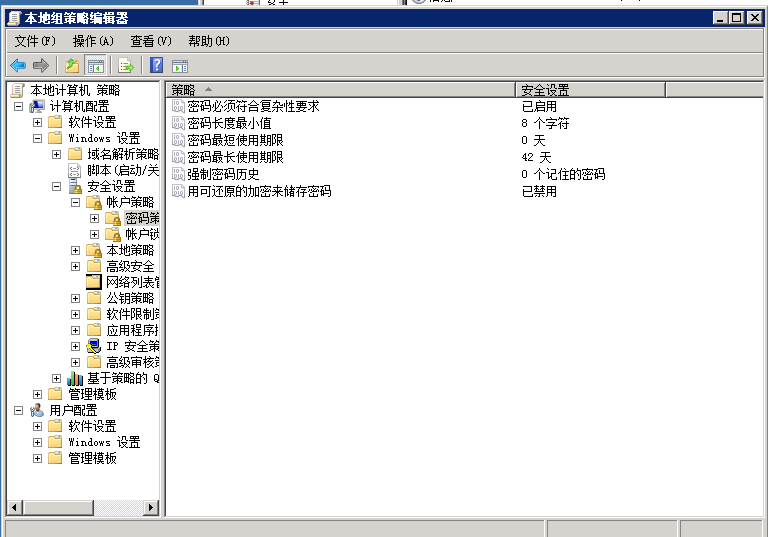 本地组策略编辑器
文件(F) 操作(A) 查看(V) 帮助(H)
本地计算机 策略
计算机配置
软件设置
Windows 设置
域名解析策略
脚本(启动/关
安全设置
帐户策略
密码策
帐户锁
本地策略
高级安全
网络列表管
公钥策略
软件限制策
应用程序控
IP 安全策
高级审核策
基于策略的 Q
管理模板
用户配置
软件设置
Windows 设置
管理模板
策略 安全设置
密码必须符合复杂性要求 已启用
密码长度最小值 8 个字符
密码最短使用期限 0 天
密码最长使用期限 42 天
强制密码历史 0 个记住的密码
用可还原的加密来储存密码 已禁用